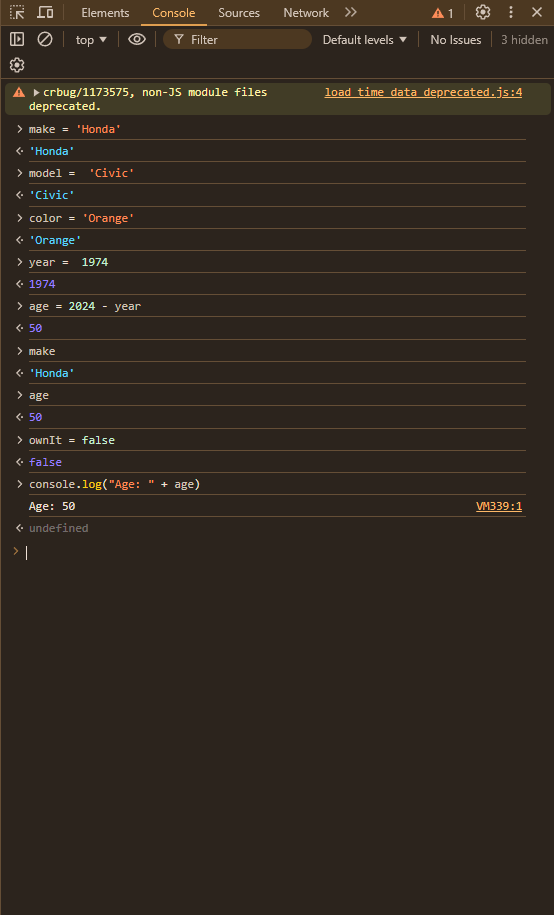 Elements Console Sources Network 1
top Filter Default levels No Issues 3 hidden
crbug/1173575, non-JS module files load_time_data_deprecated.js:4
deprecated.
make = 'Honda'
'Honda'
model =  'Civic'
'Civic'
color = 'Orange'
'Orange'
year =  1974
1974
age = 2024 - year
50
make
'Honda'
age
50
ownIt = false
false
console.log("Age: " + age)
Age: 50 VM339:1
undefined